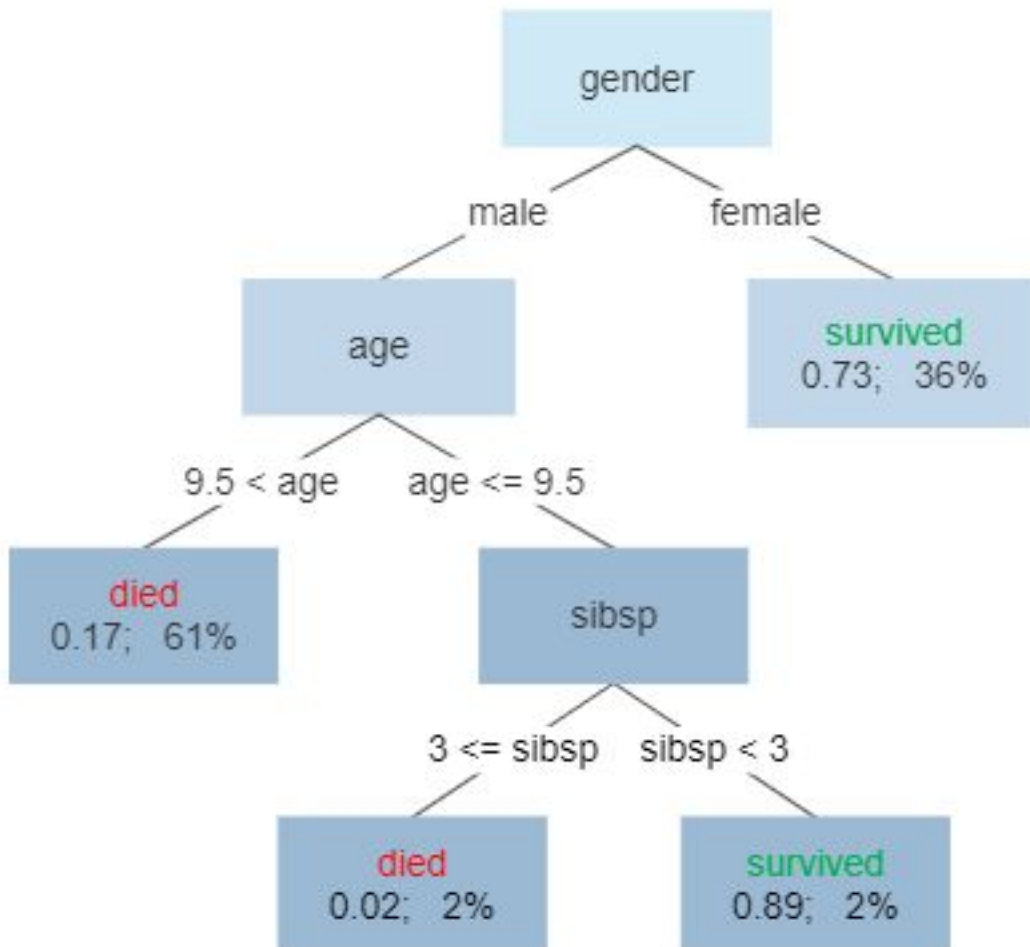 gender
male female
age
survived
0.73; 36%
9.5 < age age <= 9.5
died
0.17; 61%
sibsp
3 <= sibsp sibsp < 3
died
0.02; 2%
survived
0.89; 2%